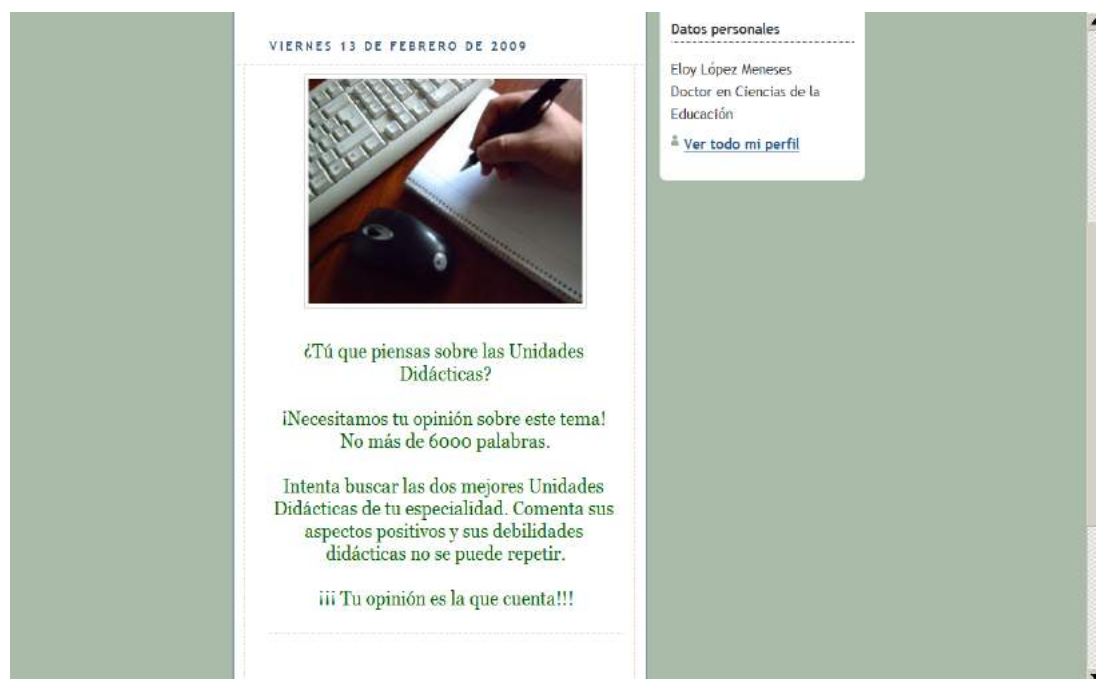 VIERNES 13 DE FEBRERO DE 2009
¿Tú que piensas sobre las Unidades
Didácticas?
¡Necesitamos tu opinión sobre este tema!
No más de 6000 palabras.
Intenta buscar las dos mejores Unidades
Didácticas de tu especialidad. Comenta sus
aspectos positivos y sus debilidades
didácticas no se puede repetir.
¡¡¡ Tu opinión es la que cuenta!!!
Datos personales
Eloy López Meneses
Doctor en Ciencias de la
Educación
Ver todo mi perfil